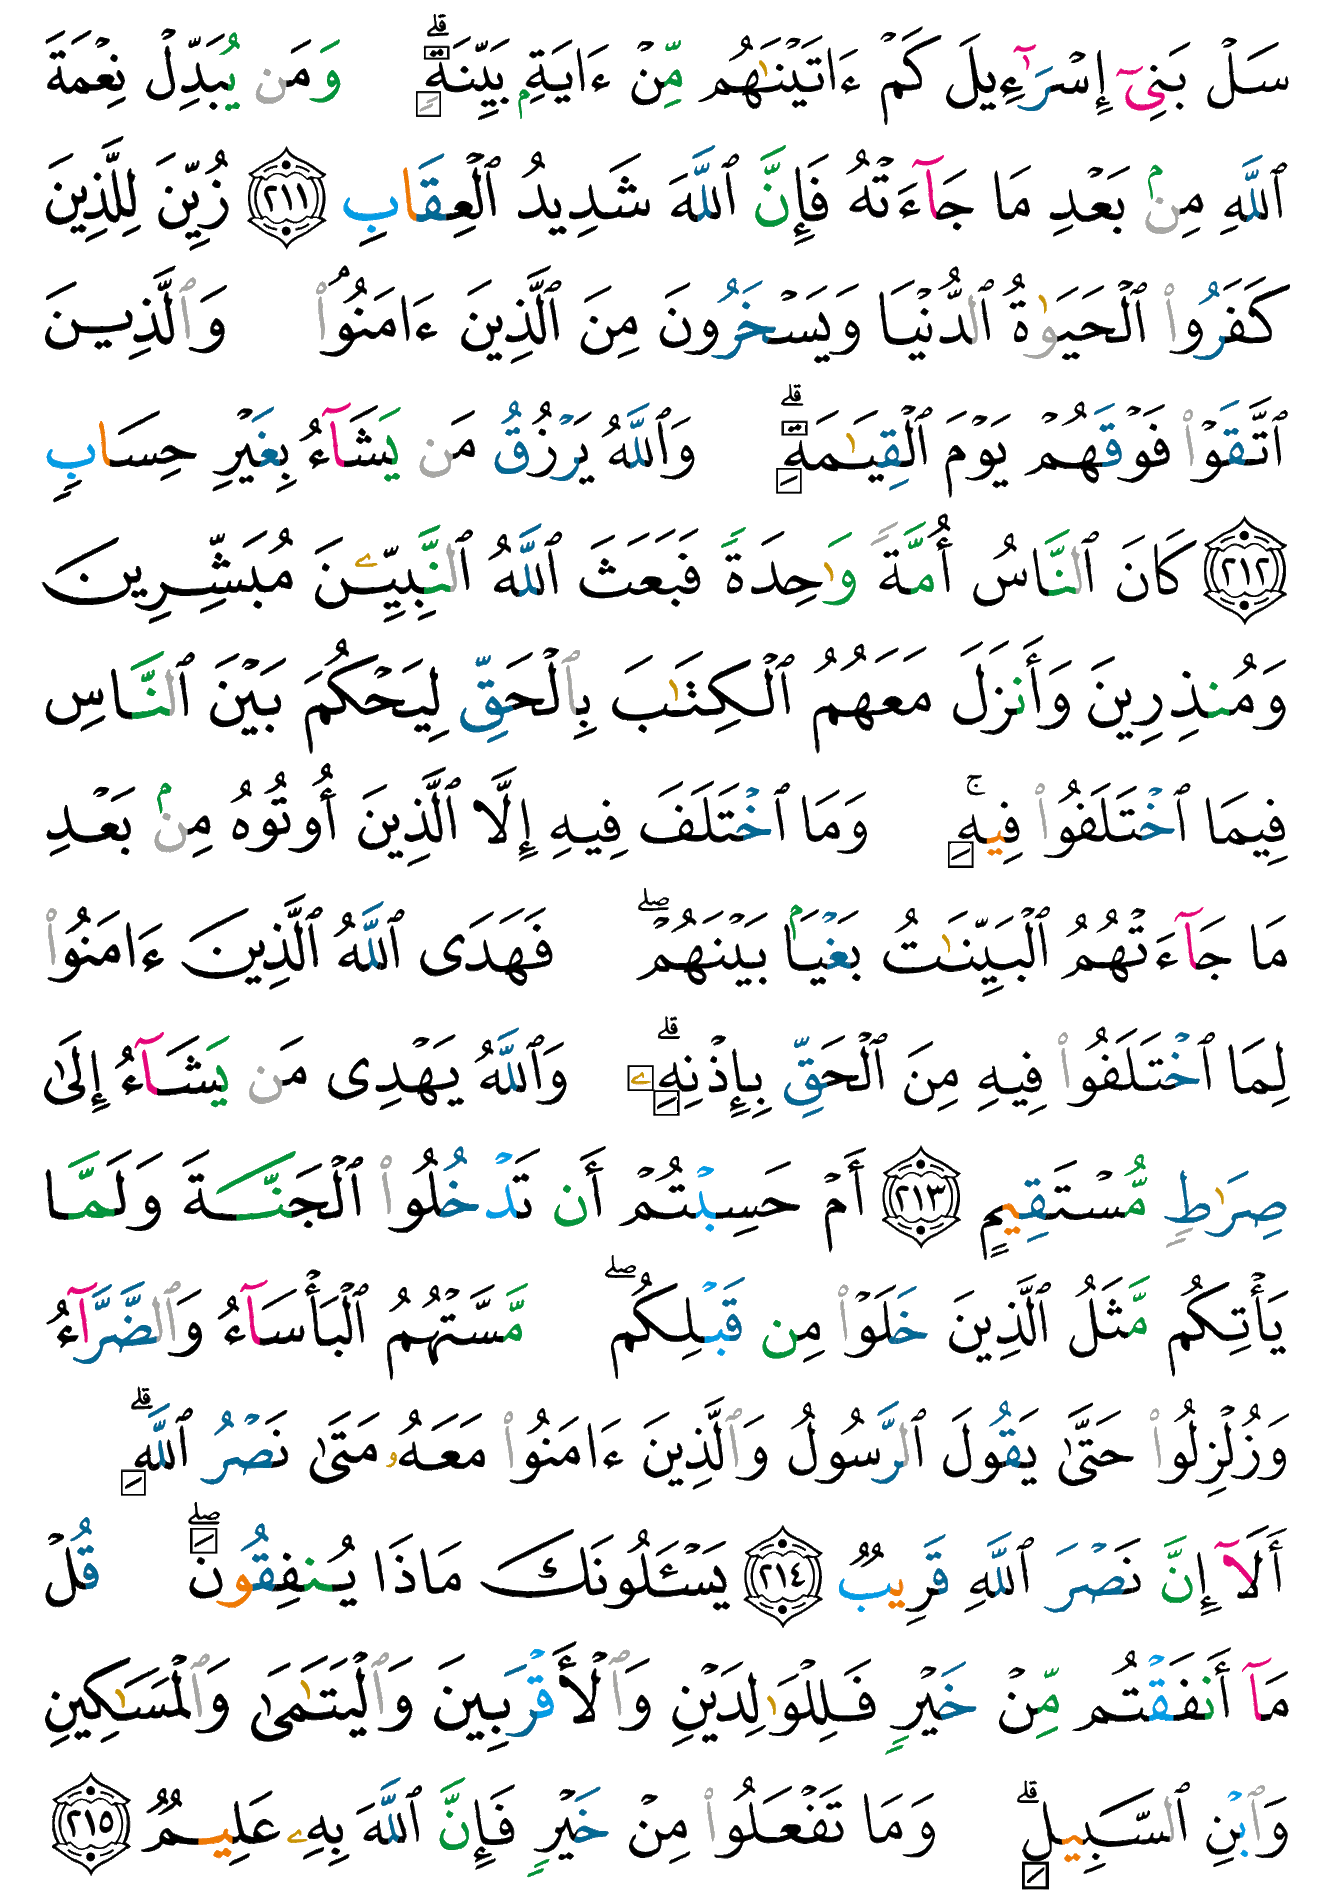 سَلْ بَنِىٓ إِسْرَٰٓءِيلَ كَمْ ءَاتَيْنَـٰهُم مِّنْ ءَايَةٍۭ بَيِّنَةٍۗ وَمَن يُبَدِّلْ نِعْمَةَ
ٱللَّهِ مِنۢ بَعْدِ مَا جَآءَتْهُ فَإِنَّ ٱللَّهَ شَدِيدُ ٱلْعِقَابِ ٢١١ زُيِّنَ لِلَّذِينَ
كَفَرُوا۟ ٱلْحَيَوٰةُ ٱلدُّنْيَا وَيَسْخَرُونَ مِنَ ٱلَّذِينَ ءَامَنُوا۟ۘ وَٱلَّذِينَ
ٱتَّقَوْا۟ فَوْقَهُمْ يَوْمَ ٱلْقِيَـٰمَةِۗ وَٱللَّهُ يَرْزُقُ مَن يَشَآءُ بِغَيْرِ حِسَابٍ
٢١٢ كَانَ ٱلنَّاسُ أُمَّةً وَٰحِدَةً فَبَعَثَ ٱللَّهُ ٱلنَّبِيِّـۧنَ مُبَشِّرِينَ
وَمُنذِرِينَ وَأَنزَلَ مَعَهُمُ ٱلْكِتَـٰبَ بِٱلْحَقِّ لِيَحْكُمَ بَيْنَ ٱلنَّاسِ
فِيمَا ٱخْتَلَفُوا۟ فِيهِۚ وَمَا ٱخْتَلَفَ فِيهِ إِلَّا ٱلَّذِينَ أُوتُوهُ مِنۢ بَعْدِ
مَا جَآءَتْهُمُ ٱلْبَيِّنَـٰتُ بَغْيًۢا بَيْنَهُمْۖ فَهَدَى ٱللَّهُ ٱلَّذِينَ ءَامَنُوا۟
لِمَا ٱخْتَلَفُوا۟ فِيهِ مِنَ ٱلْحَقِّ بِإِذْنِهِۦۗ وَٱللَّهُ يَهْدِى مَن يَشَآءُ إِلَىٰ
صِرَٰطٍ مُّسْتَقِيمٍ ٢١٣ أَمْ حَسِبْتُمْ أَن تَدْخُلُوا۟ ٱلْجَنَّةَ وَلَمَّا
يَأْتِكُم مَّثَلُ ٱلَّذِينَ خَلَوْا۟ مِن قَبْلِكُمۖ مَّسَّتْهُمُ ٱلْبَأْسَآءُ وَٱلضَّرَّآءُ
وَزُلْزِلُوا۟ حَتَّىٰ يَقُولَ ٱلرَّسُولُ وَٱلَّذِينَ ءَامَنُوا۟ مَعَهُۥ مَتَىٰ نَصْرُ ٱللَّهِۗ
أَلَآ إِنَّ نَصْرَ ٱللَّهِ قَرِيبٌ ٢١٤ يَسْـَٔلُونَكَ مَاذَا يُنفِقُونَۖ قُلْ
مَآ أَنفَقْتُم مِّنْ خَيْرٍ فَلِلْوَٰلِدَيْنِ وَٱلْأَقْرَبِينَ وَٱلْيَتَـٰمَىٰ وَٱلْمَسَـٰكِينِ
وَٱبْنِ ٱلسَّبِيلِۗ وَمَا تَفْعَلُوا۟ مِنْ خَيْرٍ فَإِنَّ ٱللَّهَ بِهِۦ عَلِيمٌ ٢١٥